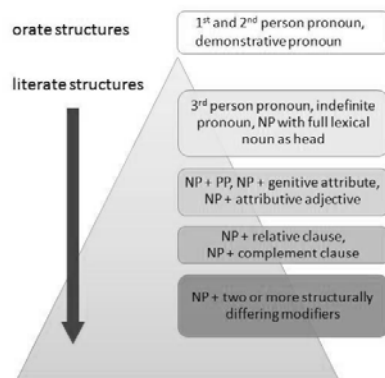 orate structures
1st and 2nd person pronoun,
demonstrative pronoun
literate structures
3rd person pronoun, indefinite
pronoun, NP with full lexical
noun as head
NP + PP, NP + genitive attribute,
NP + attributive adjective
NP + relative clause,
NP + complement clause
NP + two or more structurally
differing modifiers